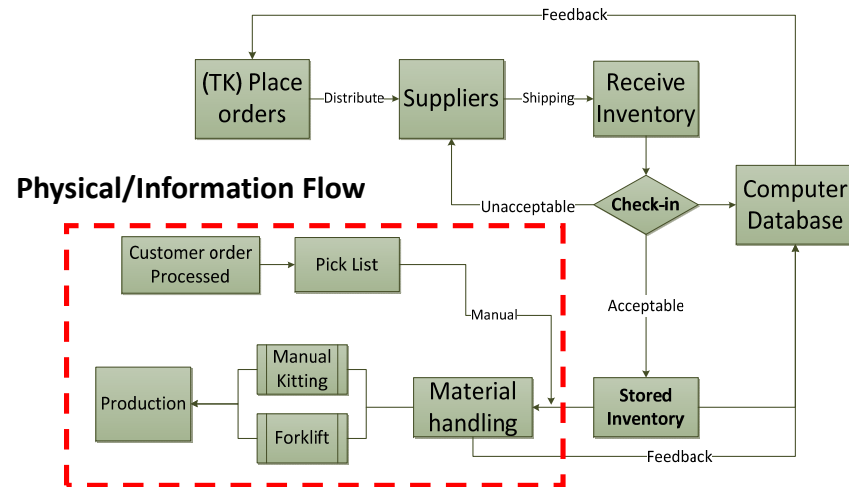 Feedback
(TK) Place
orders
Distribute
Suppliers
Shipping
Receive
Inventory
Physical/Information Flow
Unacceptable
Check-in
Computer
Database
Customer order
Processed
Pick List
Manual
Acceptable
Manual
Kitting
Production
Forklift
Material
handling
Stored
Inventory
Feedback